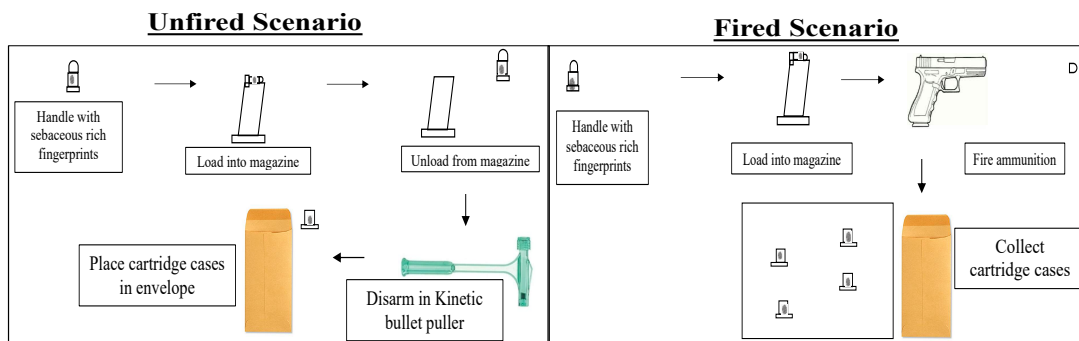 Unfired Scenario
Handle with
sebaceous rich
fingerprints
Load into magazine
Unload from magazine
Place cartridge cases
in envelope
Disarm in Kinetic
bullet puller
Fired Scenario
Handle with
sebaceous rich
fingerprints
Load into magazine
Fire ammunition
Collect
cartridge cases